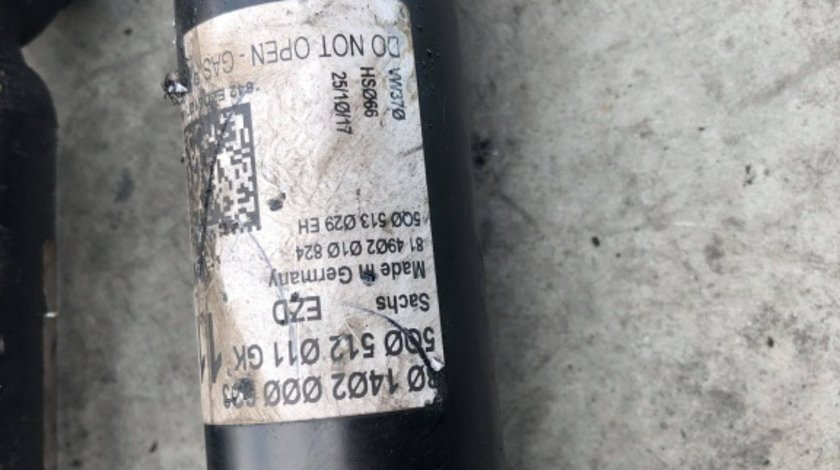 1402 000
5Q0 512 011 GK
EZD
Sachs
Made in Germany
81 4902 010 824
5Q0 513 029 EH
25/10/17
HS066
VW370
DO NOT OPEN - GAS